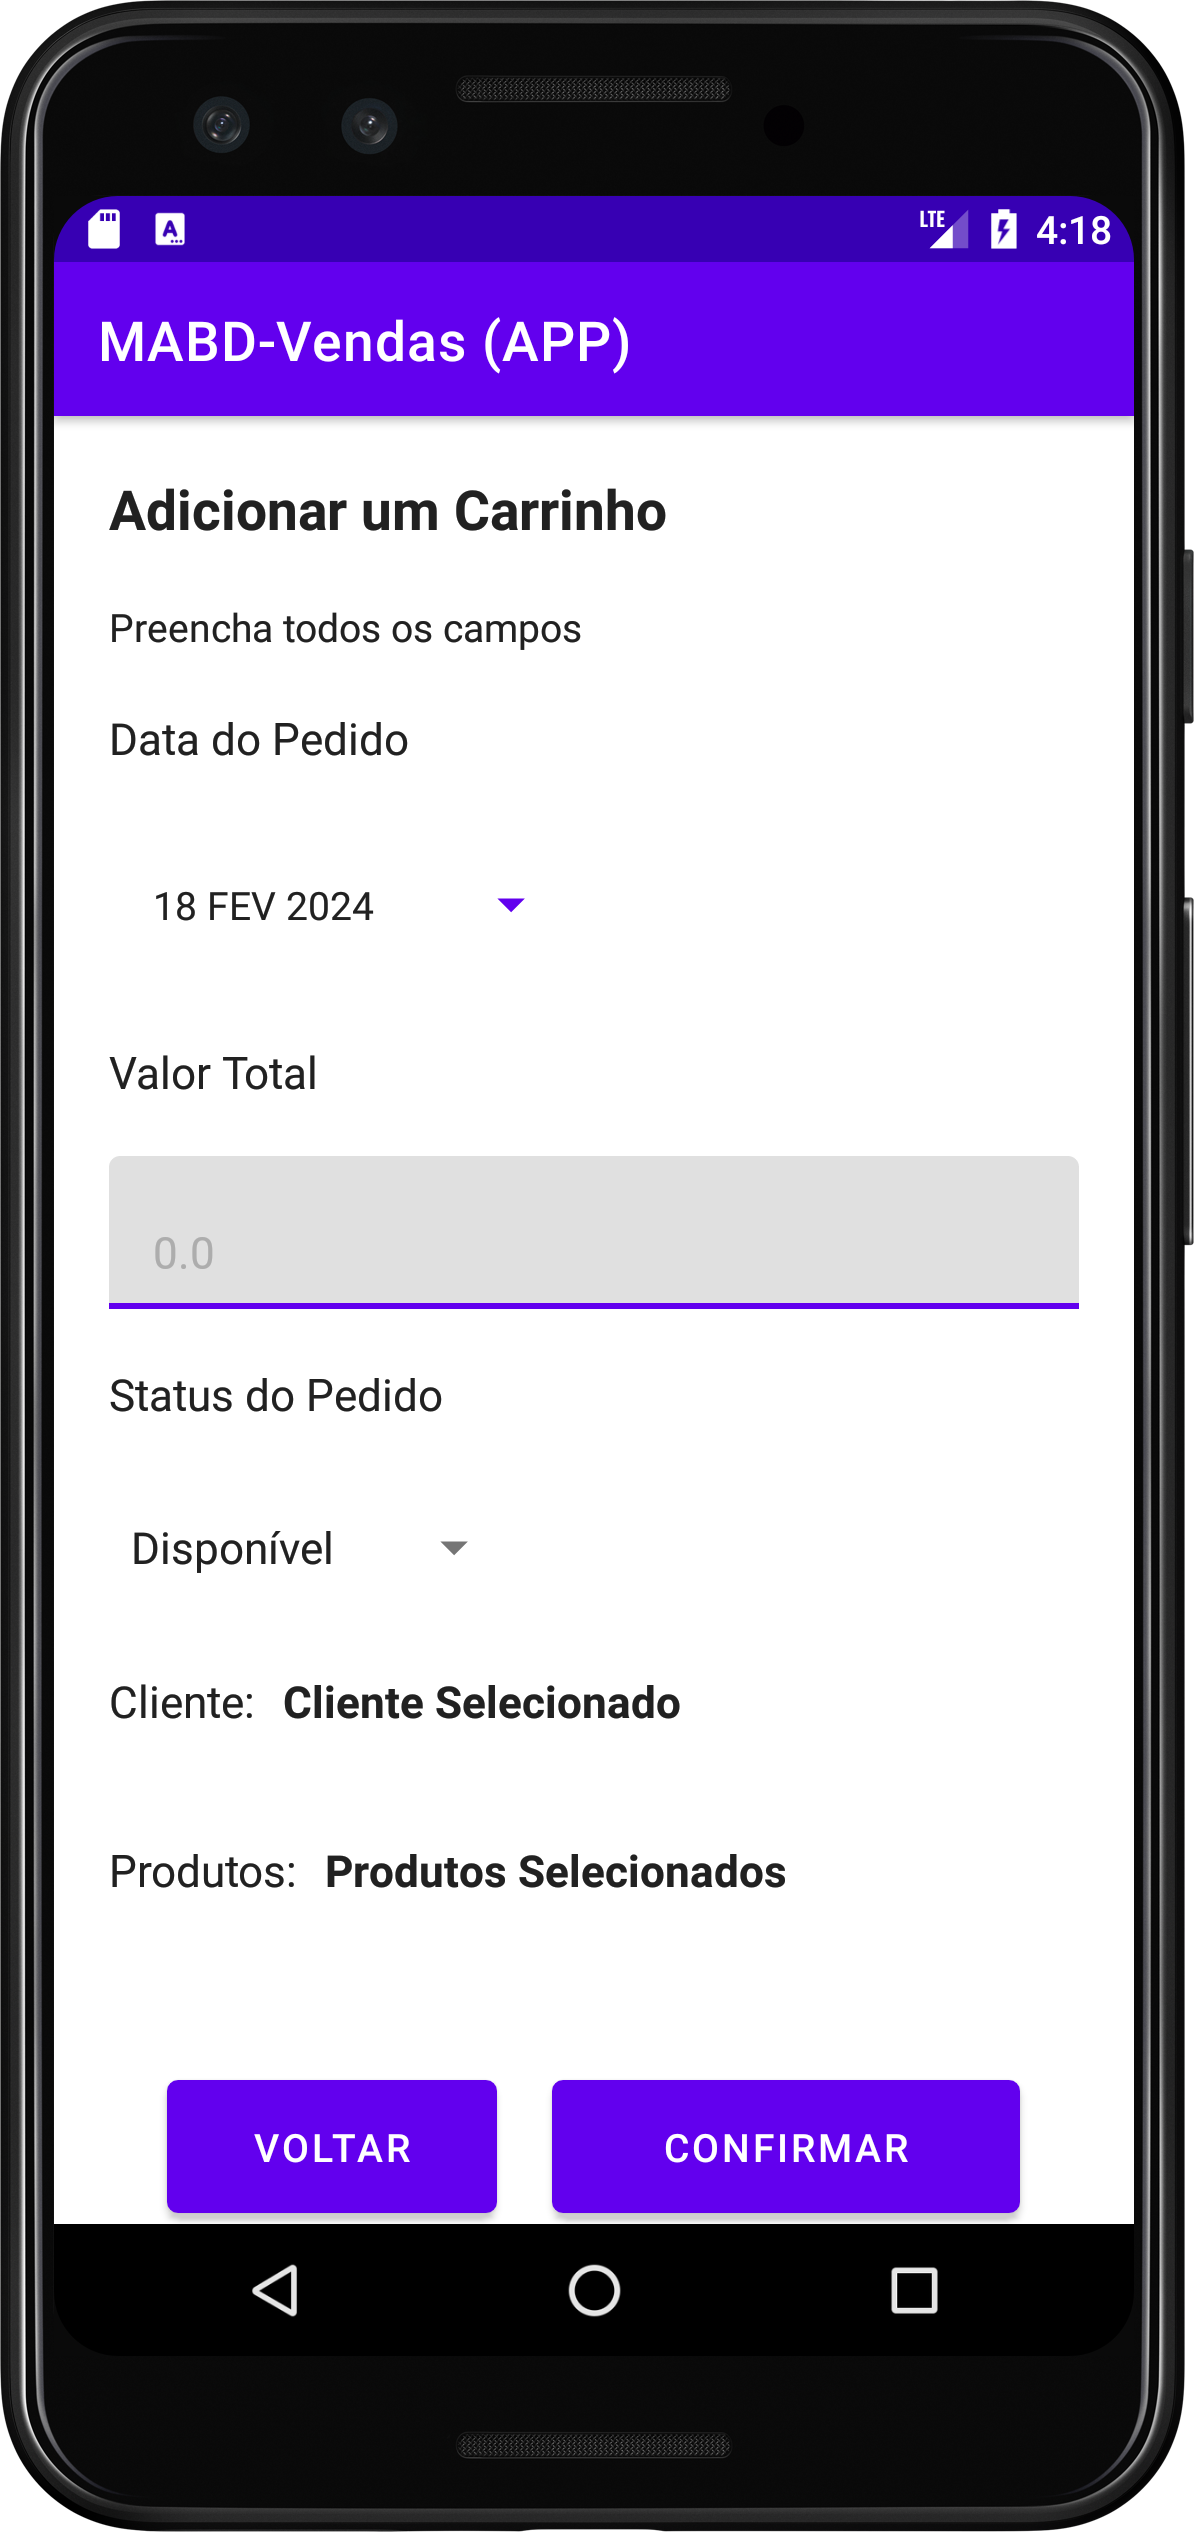 LTE 4:18
MABD-Vendas (APP)
Adicionar um Carrinho
Preencha todos os campos
Data do Pedido
18 FEV 2024
Valor Total
0.0
Status do Pedido
Disponível
Cliente: Cliente Selecionado
Produtos: Produtos Selecionados
VOLTAR CONFIRMAR